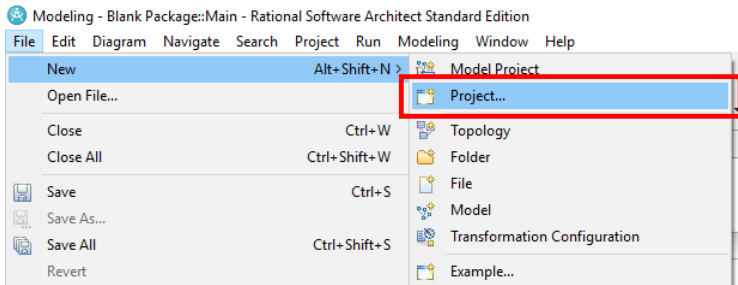 Modeling - Blank Package::Main - Rational Software Architect Standard Edition
File Edit Diagram Navigate Search Project Run Modeling Window Help
New Alt+Shift+N > Model Project
Open File... Project...
Close Ctrl+W Topology
Close All Ctrl+Shift+W Folder
Save Ctrl+S File
Save As... Model
Save All Ctrl+Shift+S Transformation Configuration
Revert Example...